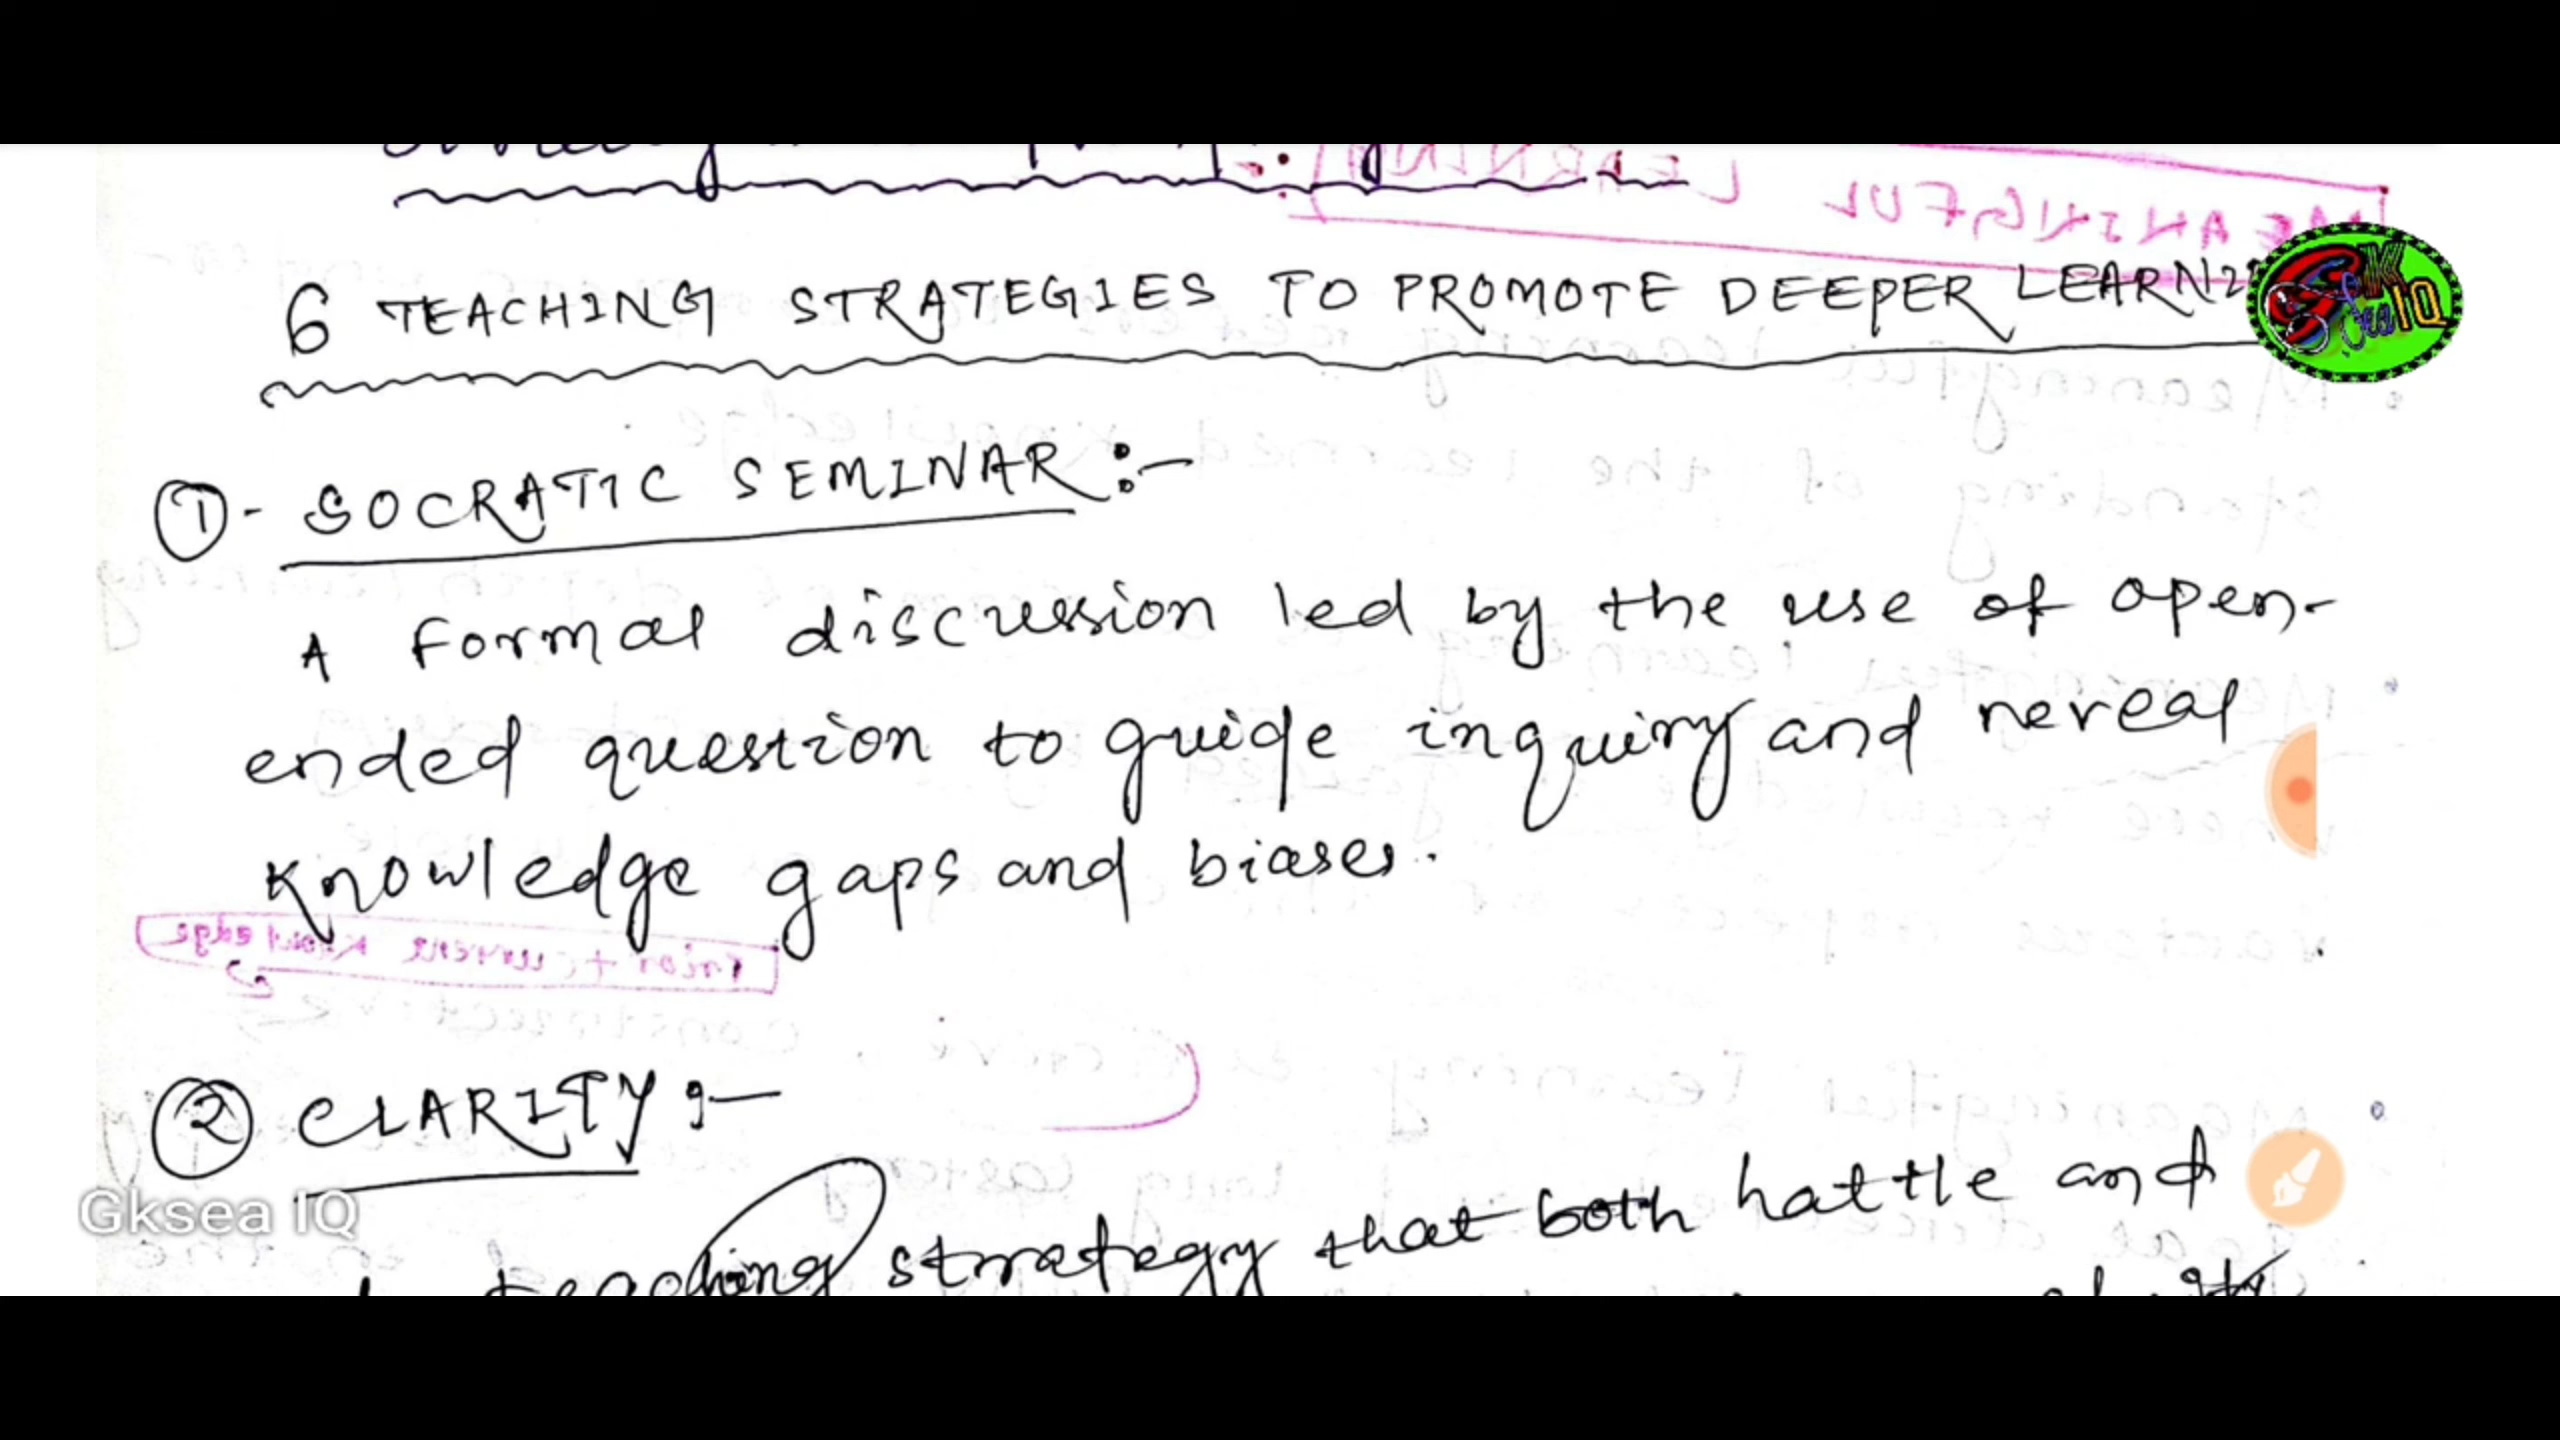 6 TEACHING STRATEGIES TO PROMOTE DEEPER
① - SOCRATIC SEMINAR :-
A formal discussion led by the use of open-
ended question to guide inquiry and reveal
Knowledge gaps and biases.
② CLARITY :-
teaching strategy that both hattle and
Gksea IQ